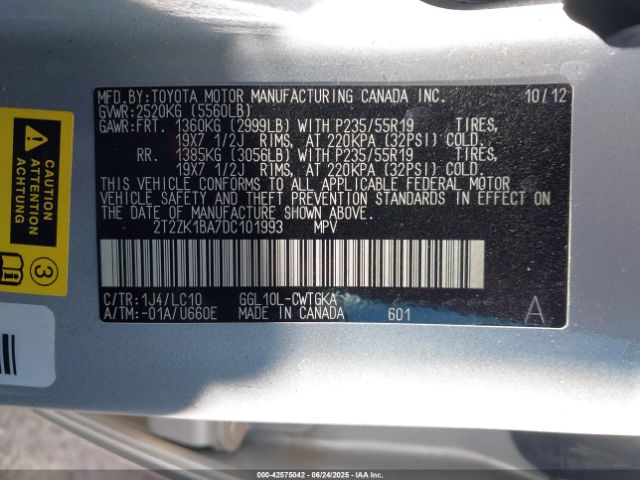 MFD.BY:TOYOTA MOTOR MANUFACTURING CANADA INC. 10/12
GVWR:2520KG (5560LB)
GAWR:FRT. 1360KG (2999LB) WITH P235/55R19 TIRES,
19X7 1/2J RIMS, AT 220KPA (32PSI) COLD.
RR. 1385KG (3056LB) WITH P235/55R19 TIRES,
19X7 1/2J RIMS, AT 220KPA (32PSI) COLD.
THIS VEHICLE CONFORMS TO ALL APPLICABLE FEDERAL MOTOR
VEHICLE SAFETY AND THEFT PREVENTION STANDARDS IN EFFECT ON
THE DATE OF MANUFACTURE SHOWN ABOVE.
2T2ZK1BA7DC101993 MPV
C/TR:1J4/LC10 GGL10L-CWTGKA
A/TM:-01A/U660E MADE IN CANADA 601 A
ATTENTION
ACHTUNG
3
00-42575042 - 06/24/2025 - IAAI.COM